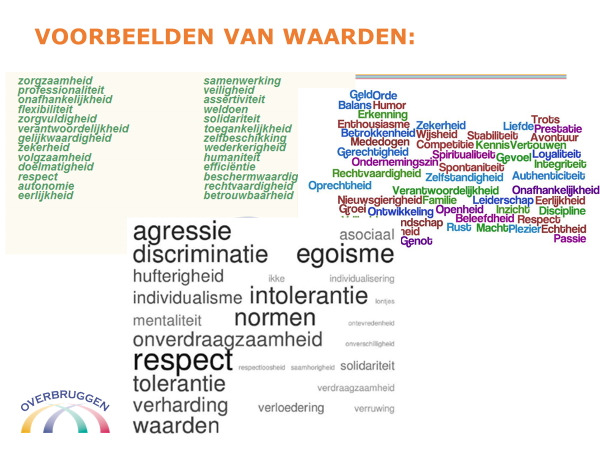 VOORBEELDEN VAN WAARDEN:
zorgzaamheid
professionaliteit
onafhankelijkheid
flexibiliteit
zorgvuldigheid
verantwoordelijkheid
gelijkwaardigheid
zekerheid
volgzaamheid
doelmatigheid
respect
autonomie
eerlijkheid
samenwerking
veiligheid
assertiviteit
weldoen
solidariteit
toegankelijkheid
zelfbeschikking
wederkerigheid
humaniteit
efficiëntie
beschermwaardig
rechtvaardigheid
betrouwbaarheid
Geld Orde
Balans Humor
Erkenning
Enthousiasme Zekerheid Liefde Trots
Betrokkenheid Wijsheid Stabiliteit Prestatie
Mededogen Competitie Kennis Vertouwen Avontuur
Gerechtigheid Spiritualiteit Gevoel Loyaliteit
Ondernemingszin Spontaniteit Integriteit
Rechtvaardigheid Zelfstandigheid Authenticiteit
Oprechtheid Verantwoordelijkheid Onafhankelijkheid
Nieuwsgierigheid Familie Leiderschap Eerlijkheid
Groei Ontwikkeling Openheid Inzicht Discipline
ndschap Beleefdheid Respect
heid Rust Macht Plezier Echtheid
Genot Passie
agressie asociaal
discriminatie egoisme
hufterigheid ikke individualisering
individualisme intolerantie lontjes
mentaliteit normen ontevredenheid
onverdraagzaamheid onverschilligheid
respect respectloosheid saamhorigheid solidariteit
tolerantie verdraagzaamheid
verharding verloedering verruwing
waarden
OVERBRUGGEN